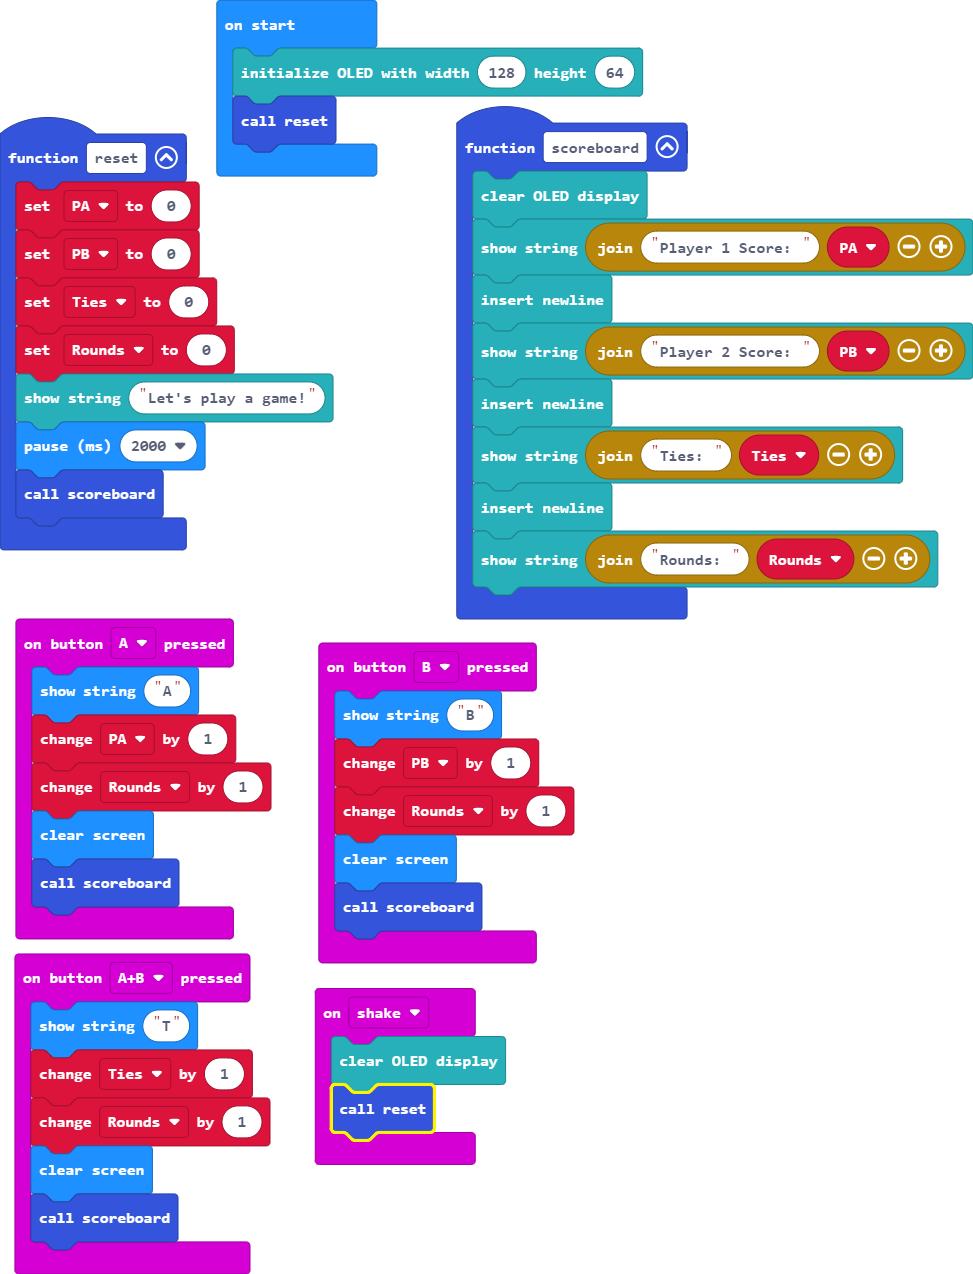 on start
initialize OLED with width 128 height 64
call reset
function reset
set PA to 0
set PB to 0
set Ties to 0
set Rounds to 0
show string "Let's play a game!"
pause (ms) 2000
call scoreboard
function scoreboard
clear OLED display
show string join "Player 1 Score: " PA
insert newline
show string join "Player 2 Score: " PB
insert newline
show string join "Ties: " Ties
insert newline
show string join "Rounds: " Rounds
on button A pressed
show string "A"
change PA by 1
change Rounds by 1
clear screen
call scoreboard
on button B pressed
show string "B"
change PB by 1
change Rounds by 1
clear screen
call scoreboard
on button A+B pressed
show string "T"
change Ties by 1
change Rounds by 1
clear screen
call scoreboard
on shake
clear OLED display
call reset